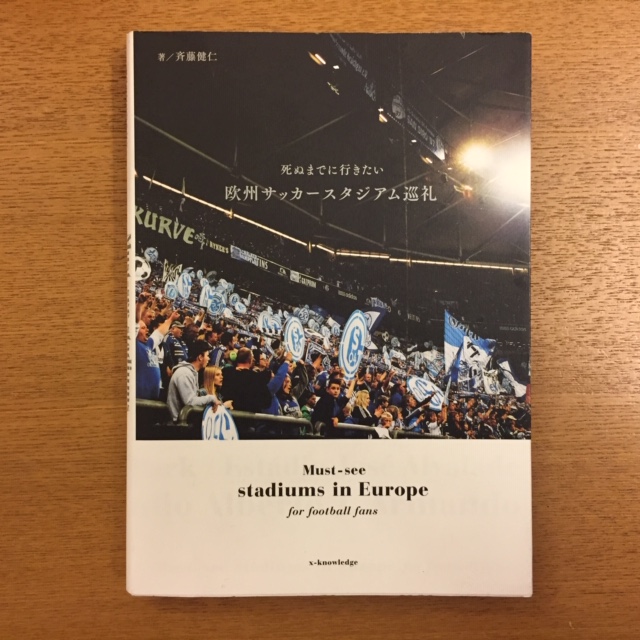 著／斉藤健仁
死ぬまでに行きたい
欧州サッカースタジアム巡礼
KURVE
Must-see
stadiums in Europe
for football fans
x-knowledge